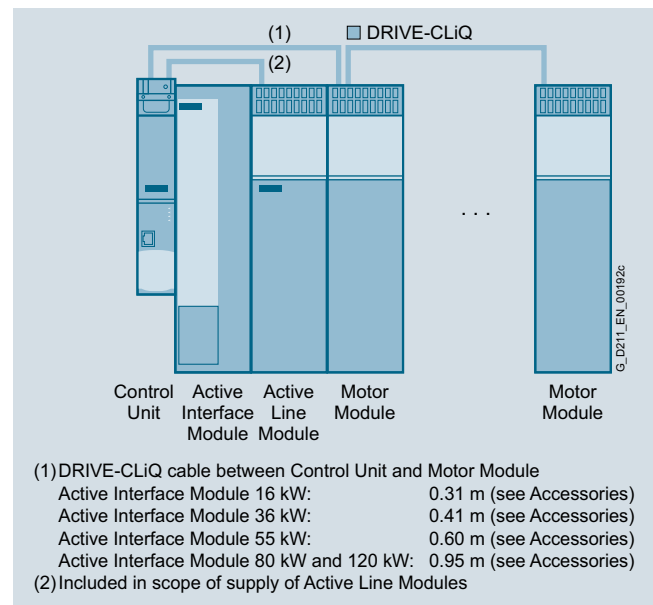 (1)
DRIVE-CLiQ
(2)
. . .
G_D211_EN_00192c
Control Unit
Active Interface Module
Active Line Module
Motor Module
Motor Module
(1) DRIVE-CLiQ cable between Control Unit and Motor Module
Active Interface Module 16 kW: 0.31 m (see Accessories)
Active Interface Module 36 kW: 0.41 m (see Accessories)
Active Interface Module 55 kW: 0.60 m (see Accessories)
Active Interface Module 80 kW and 120 kW: 0.95 m (see Accessories)
(2) Included in scope of supply of Active Line Modules